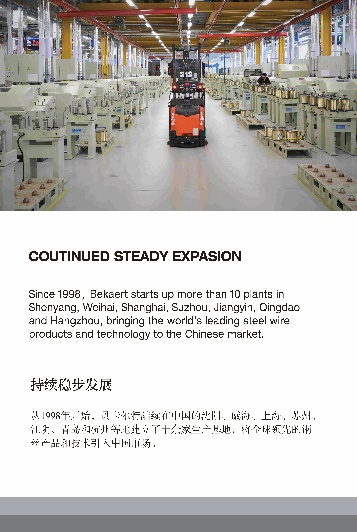 COUTINUED STEADY EXPASION
Since 1998, Bekaert starts up more than 10 plants in
Shenyang, Weihai, Shanghai, Suzhou, Jiangyin, Qingdao
and Hangzhou, bringing the world's leading steel wire
products and technology to the Chinese market.
持续稳步发展
从1998年开始，贝卡尔特陆续在中国的沈阳、威海、上海、苏州、
江阴、青岛和杭州等地建立了十余家生产基地，将全球领先的钢
丝产品和技术引入中国市场。